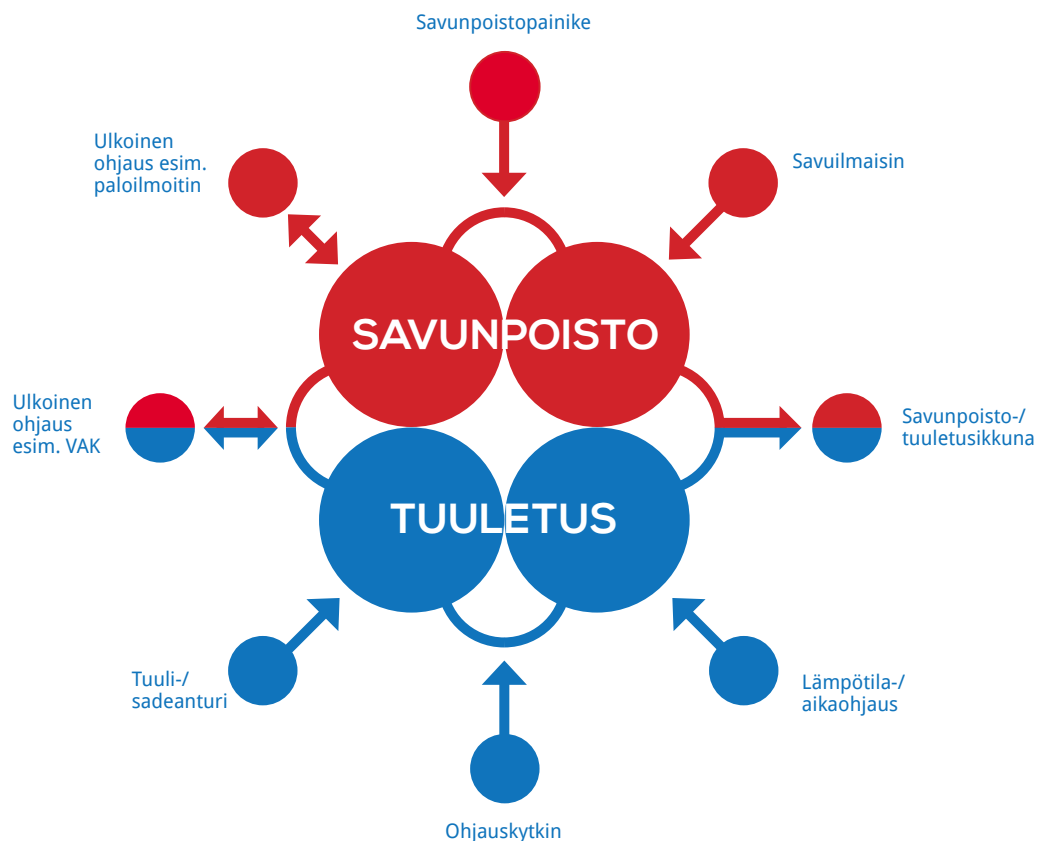 Savunpoistopainike
Ulkoinen
ohjaus esim.
paloilmoitin
Savuilmaisin
SAVUNPOISTO
Ulkoinen
ohjaus
esim. VAK
Savunpoisto-/
tuuletusikkuna
TUULETUS
Tuuli-/
sadeanturi
Lämpötila-/
aikaohjaus
Ohjauskytkin